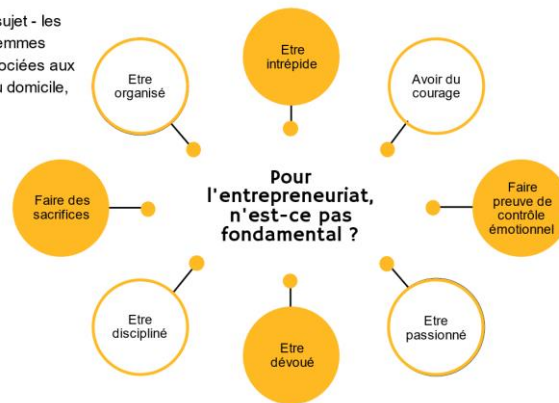 sujet - les
emmes
ociées aux
u domicile,
Etre
organisé
Etre
intrépide
Avoir du
courage
Faire des
sacrifices
Pour
l'entrepreneuriat,
n'est-ce pas
fondamental ?
Faire
preuve de
contrôle
émotionnel
Etre
discipliné
Etre
dévoué
Etre
passionné